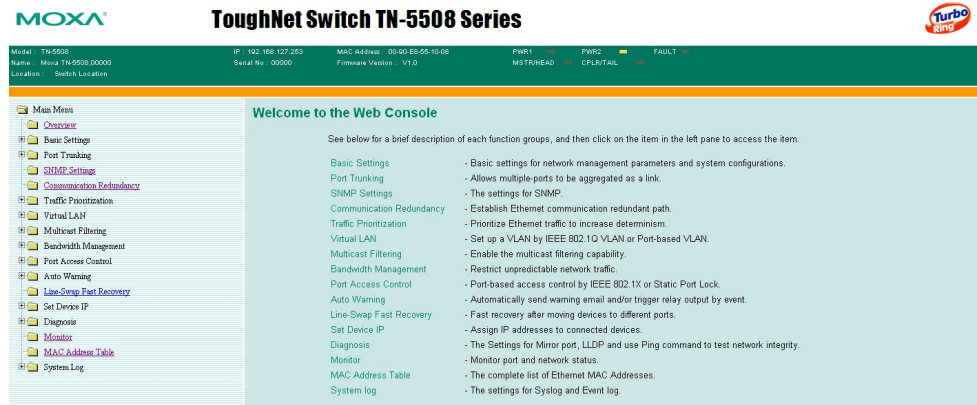 MOXA
ToughNet Switch TN-5508 Series
Turbo Ring
Model : TN-5508 IP : 192.168.127.253 MAC Address : 00-90-E8-55-10-08 PWR1 PWR2 FAULT
Name : Moxa TN-5508,00000 Serial No : 00000 Firmware Version : V1.0 MSTR/HEAD CPLR/TAIL
Location : Switch Location
Main Menu
Overview
Basic Settings
Port Trunking
SNMP Settings
Communication Redundancy
Traffic Prioritization
Virtual LAN
Multicast Filtering
Bandwidth Management
Port Access Control
Auto Warning
Line-Swap Fast Recovery
Set Device IP
Diagnosis
Monitor
MAC Address Table
System Log
Welcome to the Web Console
See below for a brief description of each function groups, and then click on the item in the left pane to access the item.
Basic Settings - Basic settings for network management parameters and system configurations.
Port Trunking - Allows multiple-ports to be aggregated as a link.
SNMP Settings - The settings for SNMP.
Communication Redundancy - Establish Ethernet communication redundant path.
Traffic Prioritization - Prioritize Ethernet traffic to increase determinism.
Virtual LAN - Set up a VLAN by IEEE 802.1Q VLAN or Port-based VLAN.
Multicast Filtering - Enable the multicast filtering capability.
Bandwidth Management - Restrict unpredictable network traffic.
Port Access Control - Port-based access control by IEEE 802.1X or Static Port Lock.
Auto Warning - Automatically send warning email and/or trigger relay output by event.
Line-Swap Fast Recovery - Fast recovery after moving devices to different ports.
Set Device IP - Assign IP addresses to connected devices.
Diagnosis - The Settings for Mirror port, LLDP and use Ping command to test network integrity.
Monitor - Monitor port and network status.
MAC Address Table - The complete list of Ethernet MAC Addresses.
System log - The settings for Syslog and Event log.